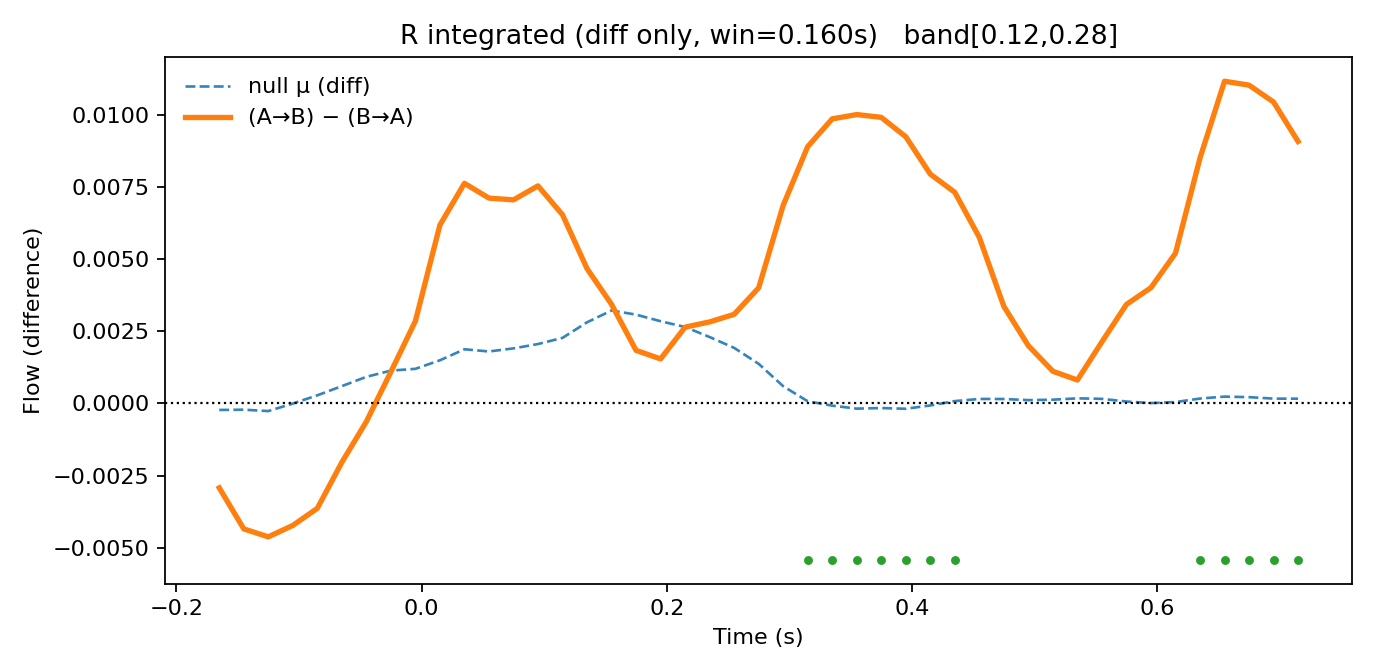 R integrated (diff only, win=0.160s)   band[0.12,0.28]
null μ (diff)
(A→B) − (B→A)
Flow (difference)
0.0100
0.0075
0.0050
0.0025
0.0000
−0.0025
−0.0050
−0.2
0.0
0.2
0.4
0.6
Time (s)